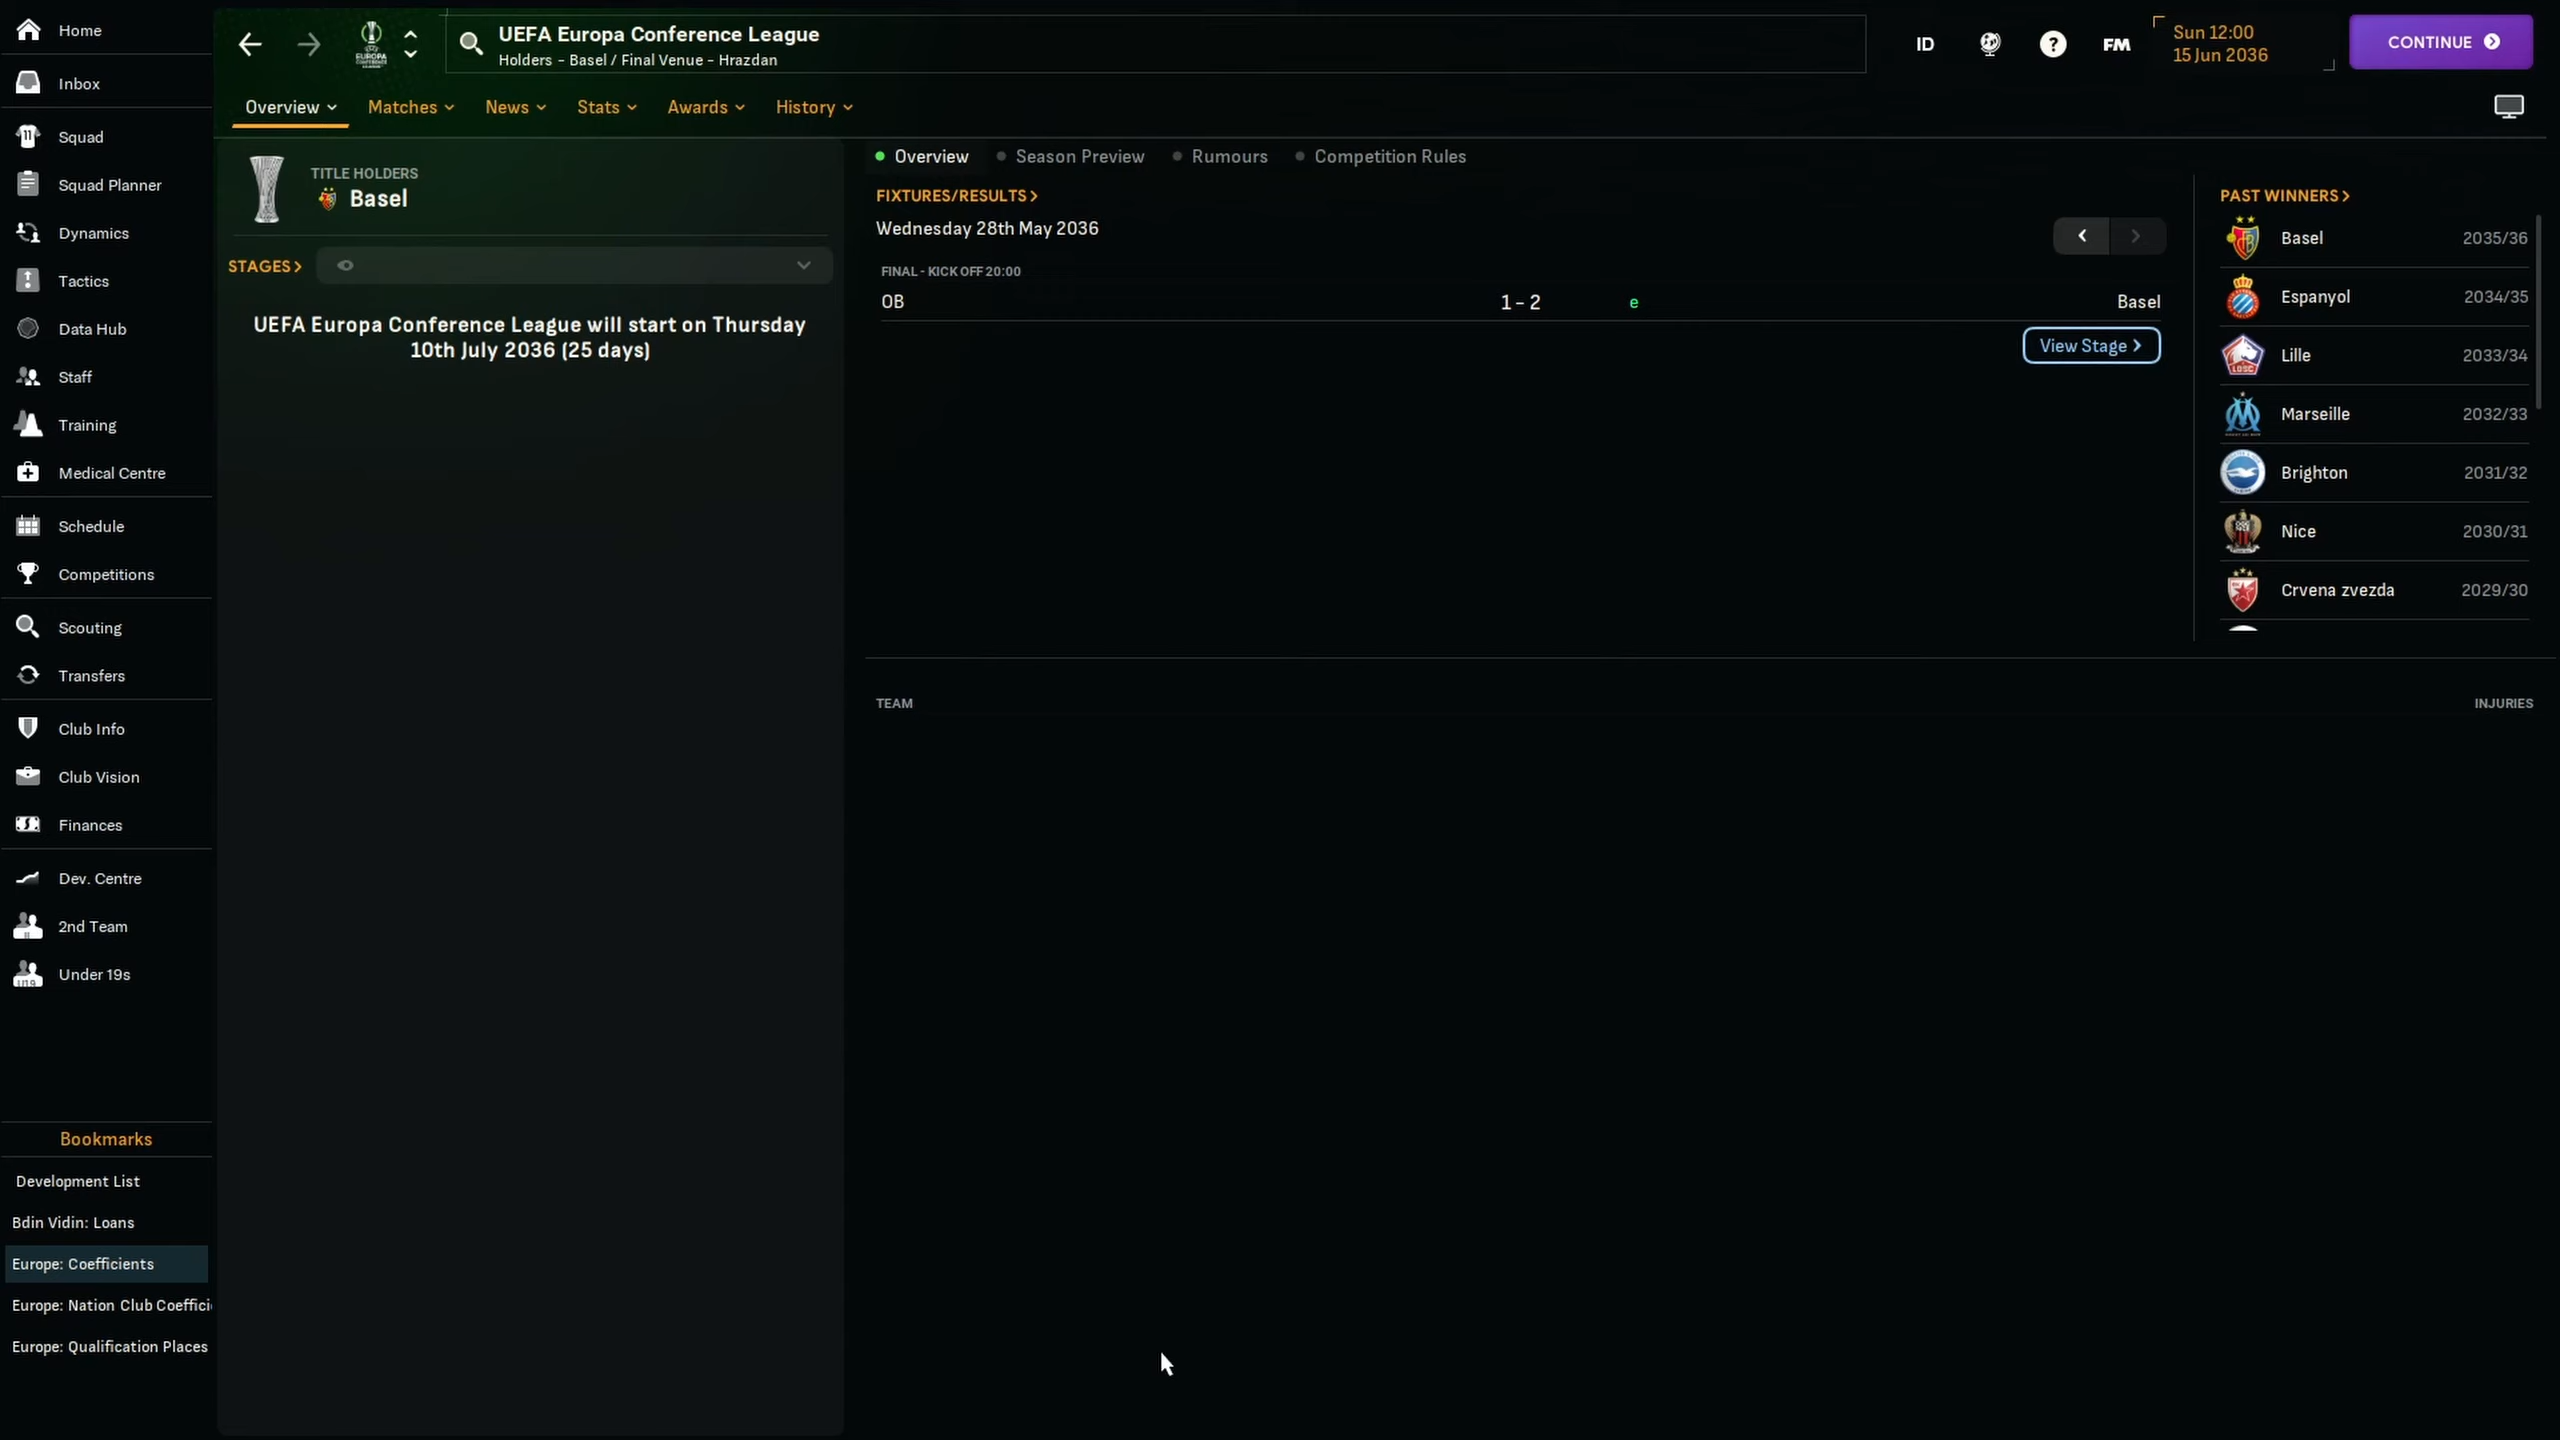 Home
Inbox
Squad
Squad Planner
Dynamics
Tactics
Data Hub
Staff
Training
Medical Centre
Schedule
Competitions
Scouting
Transfers
Club Info
Club Vision
Finances
Dev. Centre
2nd Team
Under 19s
Bookmarks
Development List
Bdin Vidin: Loans
Europe: Coefficients
Europe: Nation Club Coeffici
Europe: Qualification Places
UEFA Europa Conference League
Holders - Basel / Final Venue - Hrazdan
ID
FM
Sun 12:00
15 Jun 2036
CONTINUE
Overview
Matches
News
Stats
Awards
History
TITLE HOLDERS
Basel
STAGES
UEFA Europa Conference League will start on Thursday
10th July 2036 (25 days)
Overview
Season Preview
Rumours
Competition Rules
FIXTURES/RESULTS
Wednesday 28th May 2036
FINAL - KICK OFF 20:00
OB 1 - 2 e Basel
View Stage
PAST WINNERS
Basel 2035/36
Espanyol 2034/35
Lille 2033/34
Marseille 2032/33
Brighton 2031/32
Nice 2030/31
Crvena zvezda 2029/30
TEAM
INJURIES